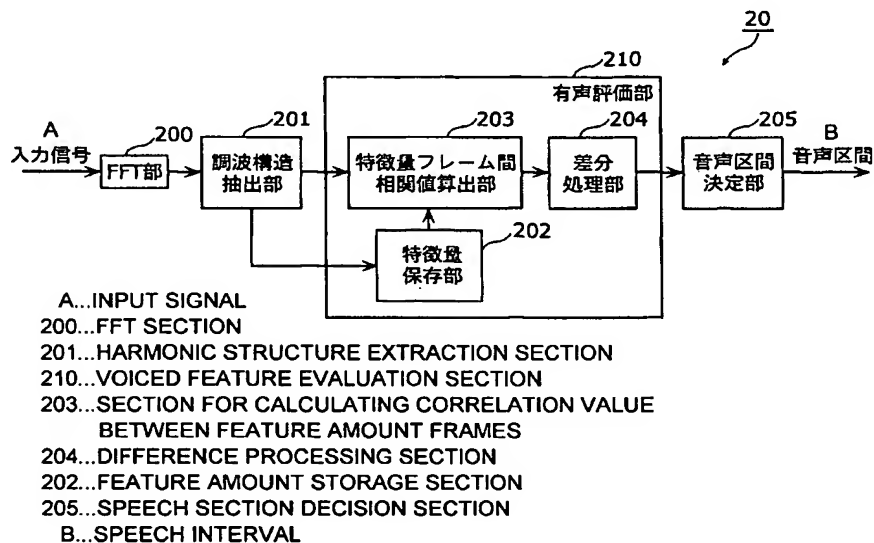 20
210
有声評価部
A
入力信号
200
FFT部
201
調波構造
抽出部
203
特徴量フレーム間
相関値算出部
204
差分
処理部
205
音声区間
決定部
B
音声区間
202
特徴量
保存部
A...INPUT SIGNAL
200...FFT SECTION
201...HARMONIC STRUCTURE EXTRACTION SECTION
210...VOICED FEATURE EVALUATION SECTION
203...SECTION FOR CALCULATING CORRELATION VALUE
BETWEEN FEATURE AMOUNT FRAMES
204...DIFFERENCE PROCESSING SECTION
202...FEATURE AMOUNT STORAGE SECTION
205...SPEECH SECTION DECISION SECTION
B...SPEECH INTERVAL